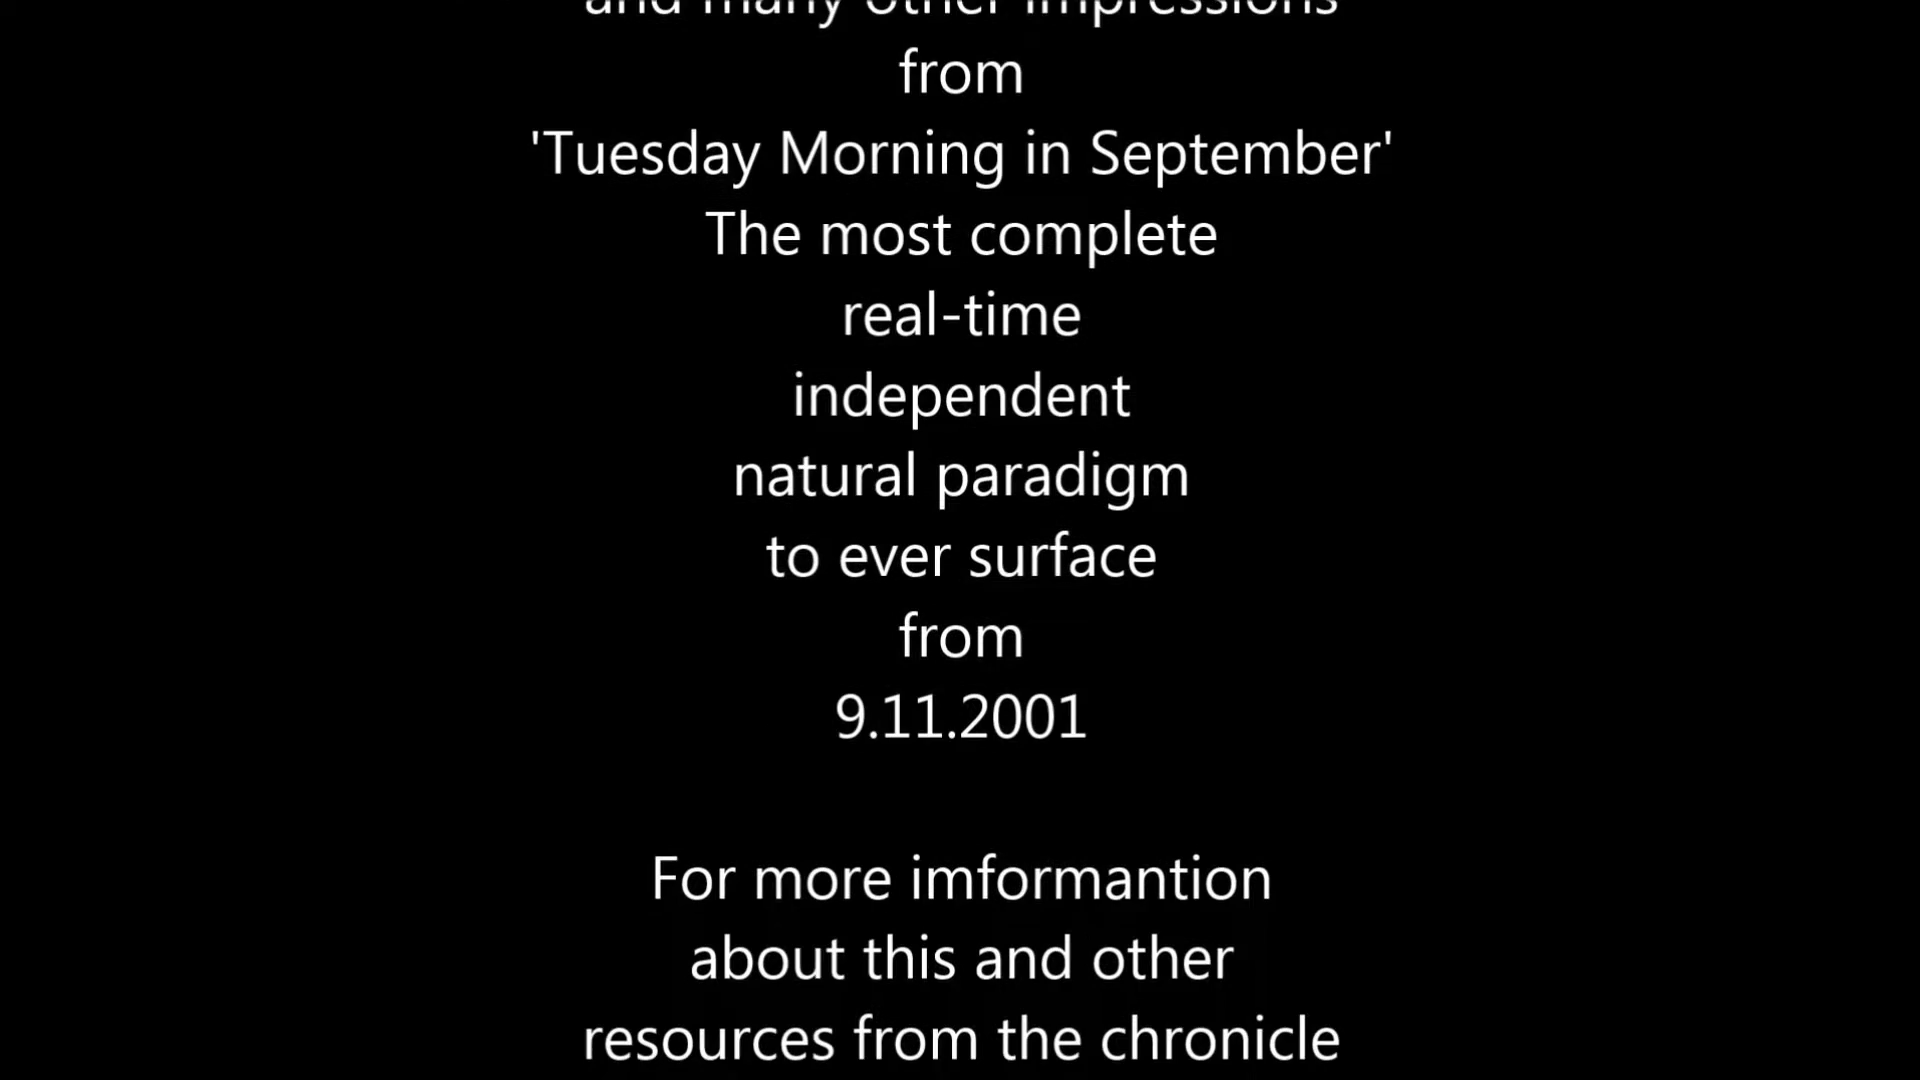 and many other impressions
from
'Tuesday Morning in September'
The most complete
real-time
independent
natural paradigm
to ever surface
from
9.11.2001
For more imformantion
about this and other
resources from the chronicle